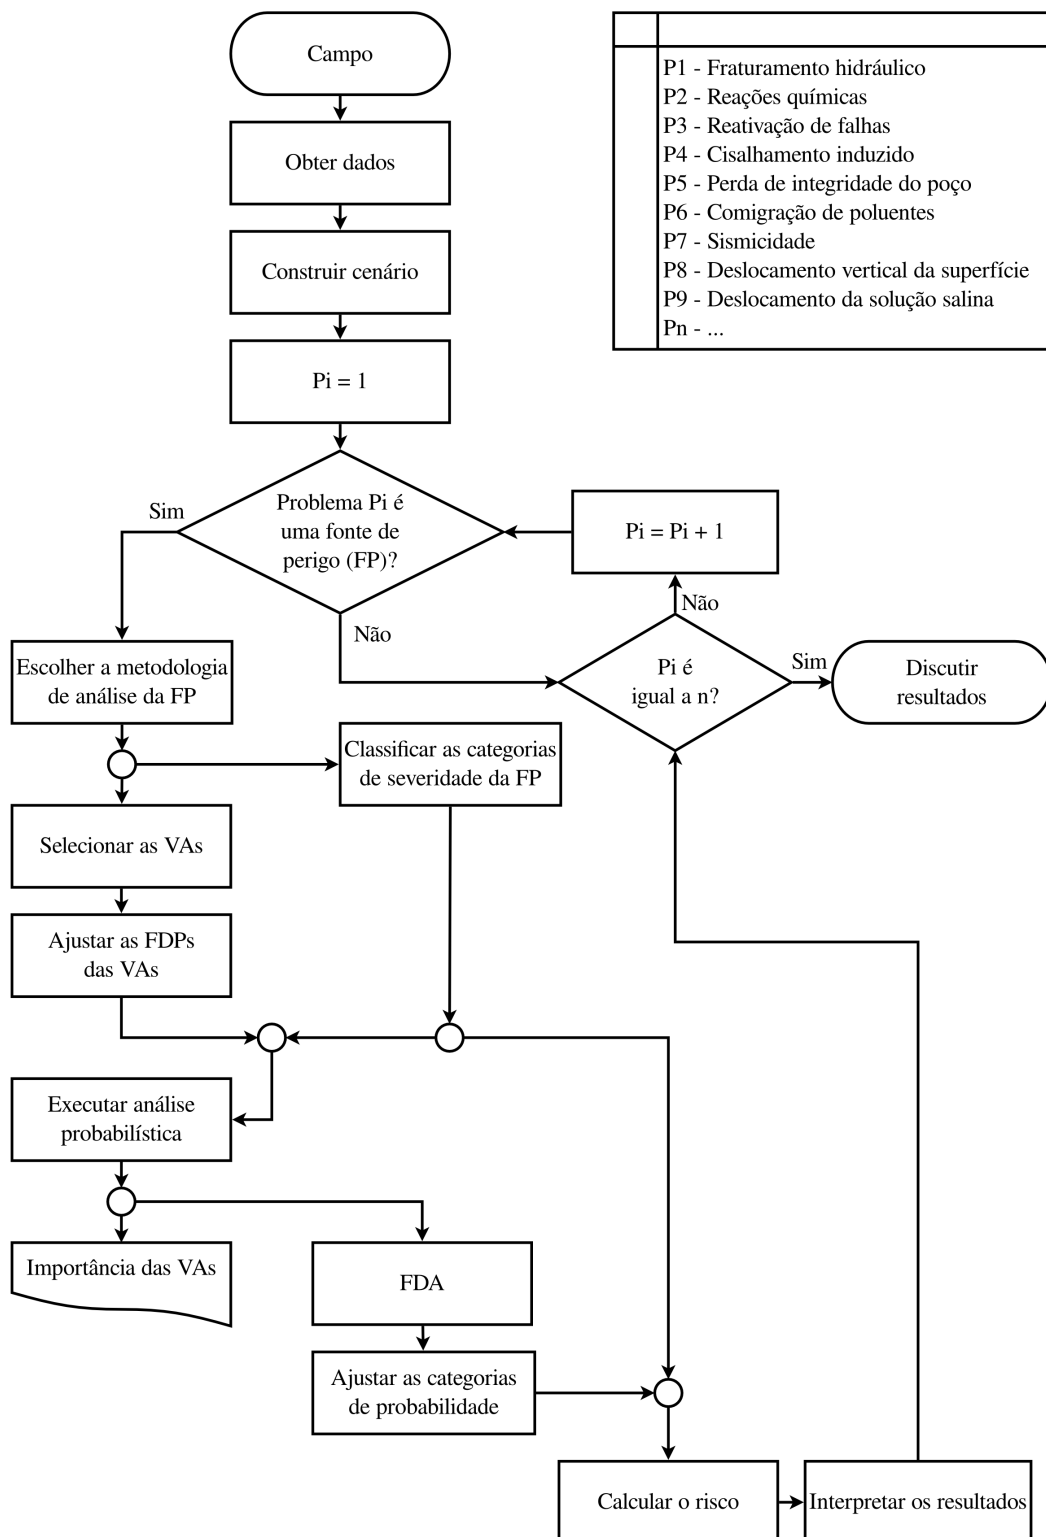 Campo
P1 - Fraturamento hidráulico
P2 - Reações químicas
P3 - Reativação de falhas
P4 - Cisalhamento induzido
P5 - Perda de integridade do poço
P6 - Comigração de poluentes
P7 - Sismicidade
P8 - Deslocamento vertical da superfície
P9 - Deslocamento da solução salina
Pn - ...
Obter dados
Construir cenário
Pi = 1
Problema Pi é
uma fonte de
perigo (FP)?
Sim
Não
Pi = Pi + 1
Não
Pi é
igual a n?
Sim
Discutir
resultados
Escolher a metodologia
de análise da FP
Classificar as categorias
de severidade da FP
Selecionar as VAs
Ajustar as FDPs
das VAs
Executar análise
probabilística
Importância das VAs
FDA
Ajustar as categorias
de probabilidade
Calcular o risco
Interpretar os resultados